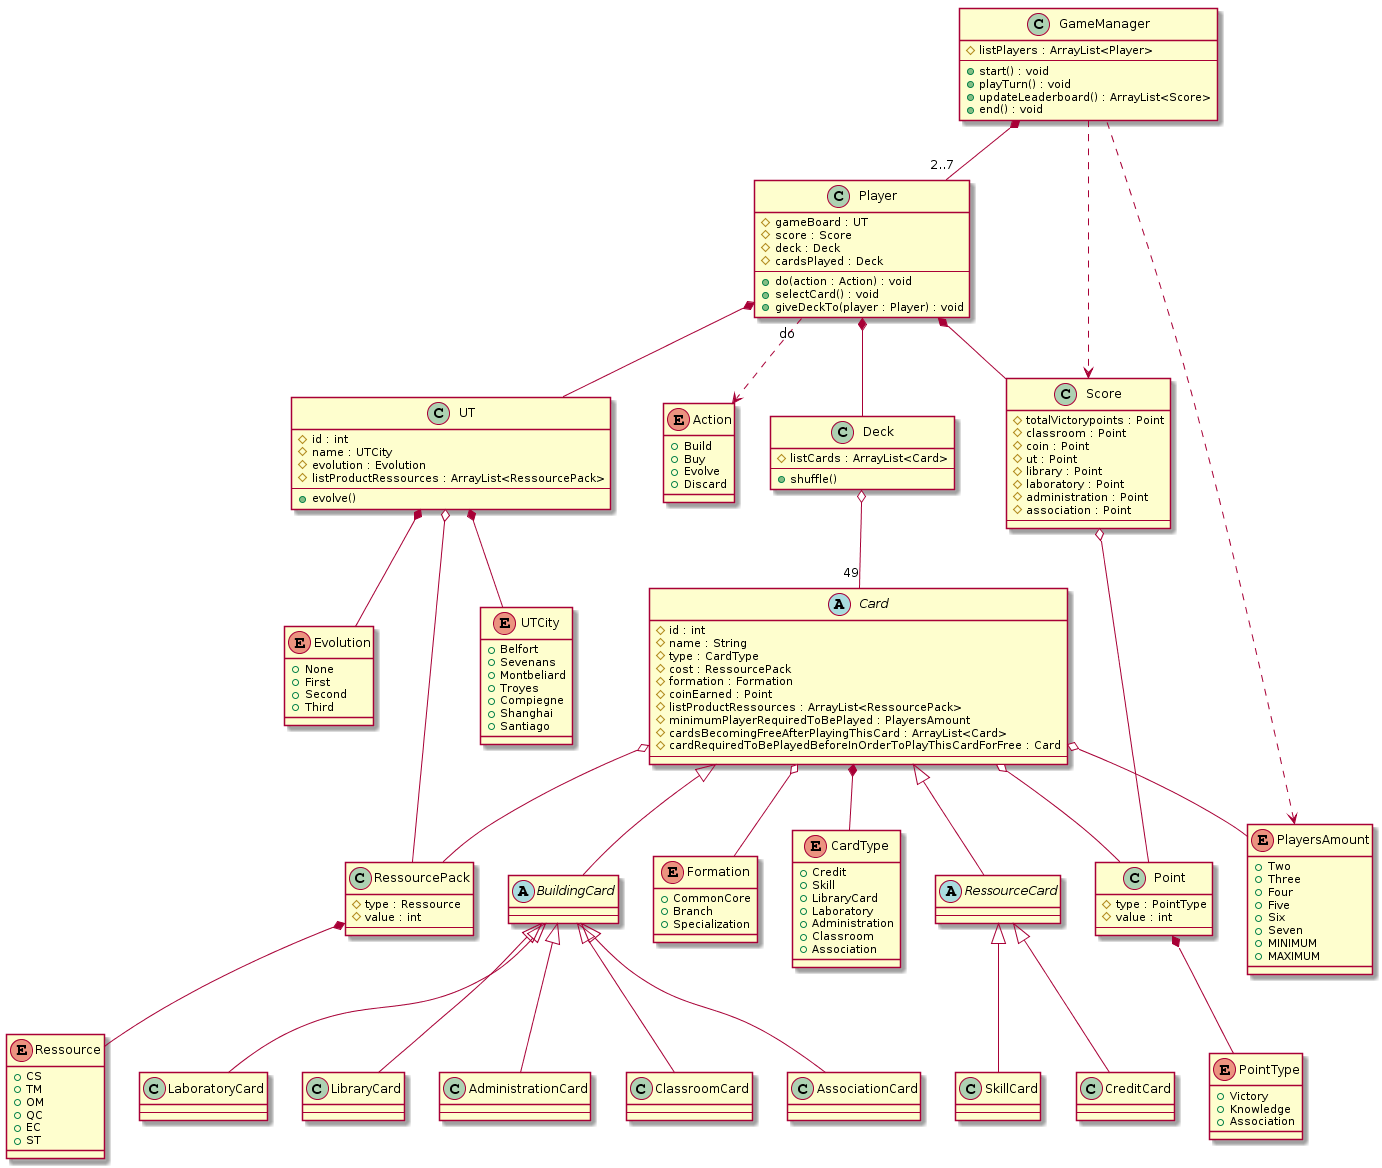 C GameManager
listPlayers : ArrayList<Player>
start() : void
playTurn() : void
updateLeaderboard() : ArrayList<Score>
end() : void
2..7
C Player
gameBoard : UT
score : Score
deck : Deck
cardsPlayed : Deck
do(action : Action) : void
selectCard() : void
giveDeckTo(player : Player) : void
do
C UT
id : int
name : UTCity
evolution : Evolution
listProductRessources : ArrayList<RessourcePack>
evolve()
E Action
Build
Buy
Evolve
Discard
C Deck
listCards : ArrayList<Card>
shuffle()
C Score
totalVictorypoints : Point
classroom : Point
coin : Point
ut : Point
library : Point
laboratory : Point
administration : Point
association : Point
49
E Evolution
None
First
Second
Third
E UTCity
Belfort
Sevenans
Montbeliard
Troyes
Compiegne
Shanghai
Santiago
A Card
id : int
name : String
type : CardType
cost : RessourcePack
formation : Formation
coinEarned : Point
listProductRessources : ArrayList<RessourcePack>
minimumPlayerRequiredToBePlayed : PlayersAmount
cardsBecomingFreeAfterPlayingThisCard : ArrayList<Card>
cardRequiredToBePlayedBeforeInOrderToPlayThisCardForFree : Card
C RessourcePack
type : Ressource
value : int
A BuildingCard
E Formation
CommonCore
Branch
Specialization
E CardType
Credit
Skill
LibraryCard
Laboratory
Administration
Classroom
Association
A RessourceCard
C Point
type : PointType
value : int
E PlayersAmount
Two
Three
Four
Five
Six
Seven
MINIMUM
MAXIMUM
E Ressource
CS
TM
OM
QC
EC
ST
C LaboratoryCard
C LibraryCard
C AdministrationCard
C ClassroomCard
C AssociationCard
C SkillCard
C CreditCard
E PointType
Victory
Knowledge
Association